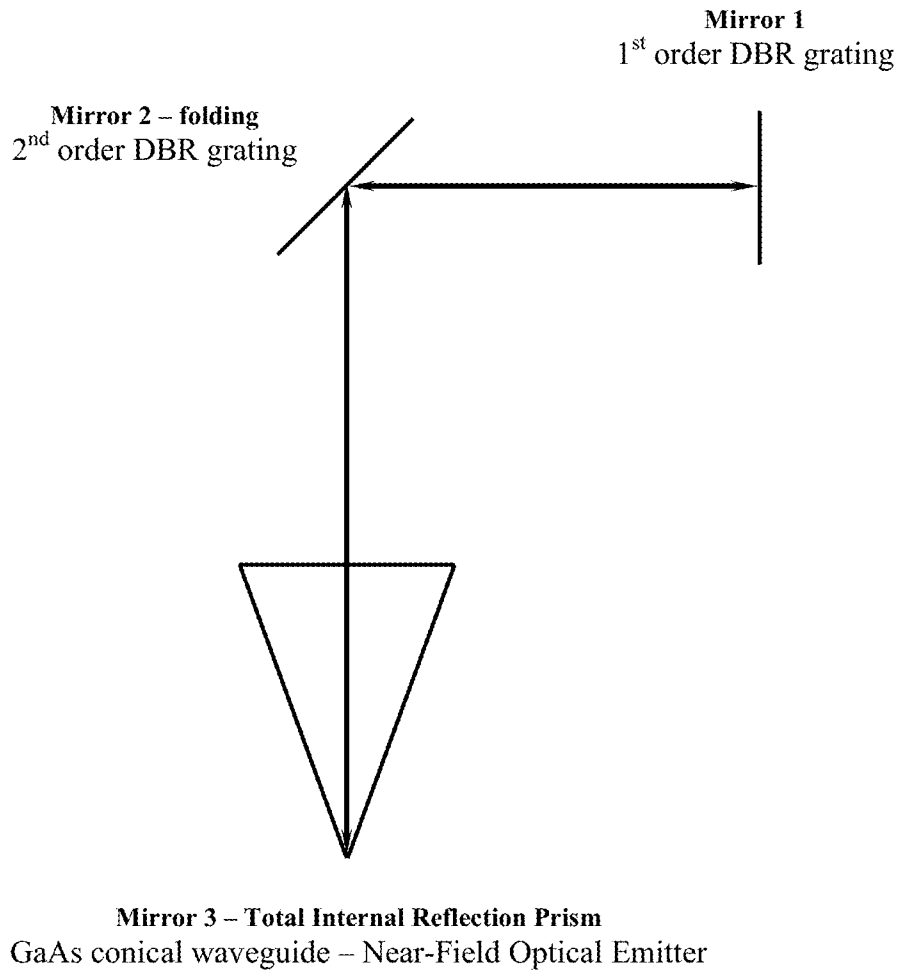 Mirror 1
1st order DBR grating
Mirror 2 – folding
2nd order DBR grating
Mirror 3 – Total Internal Reflection Prism
GaAs conical waveguide – Near-Field Optical Emitter